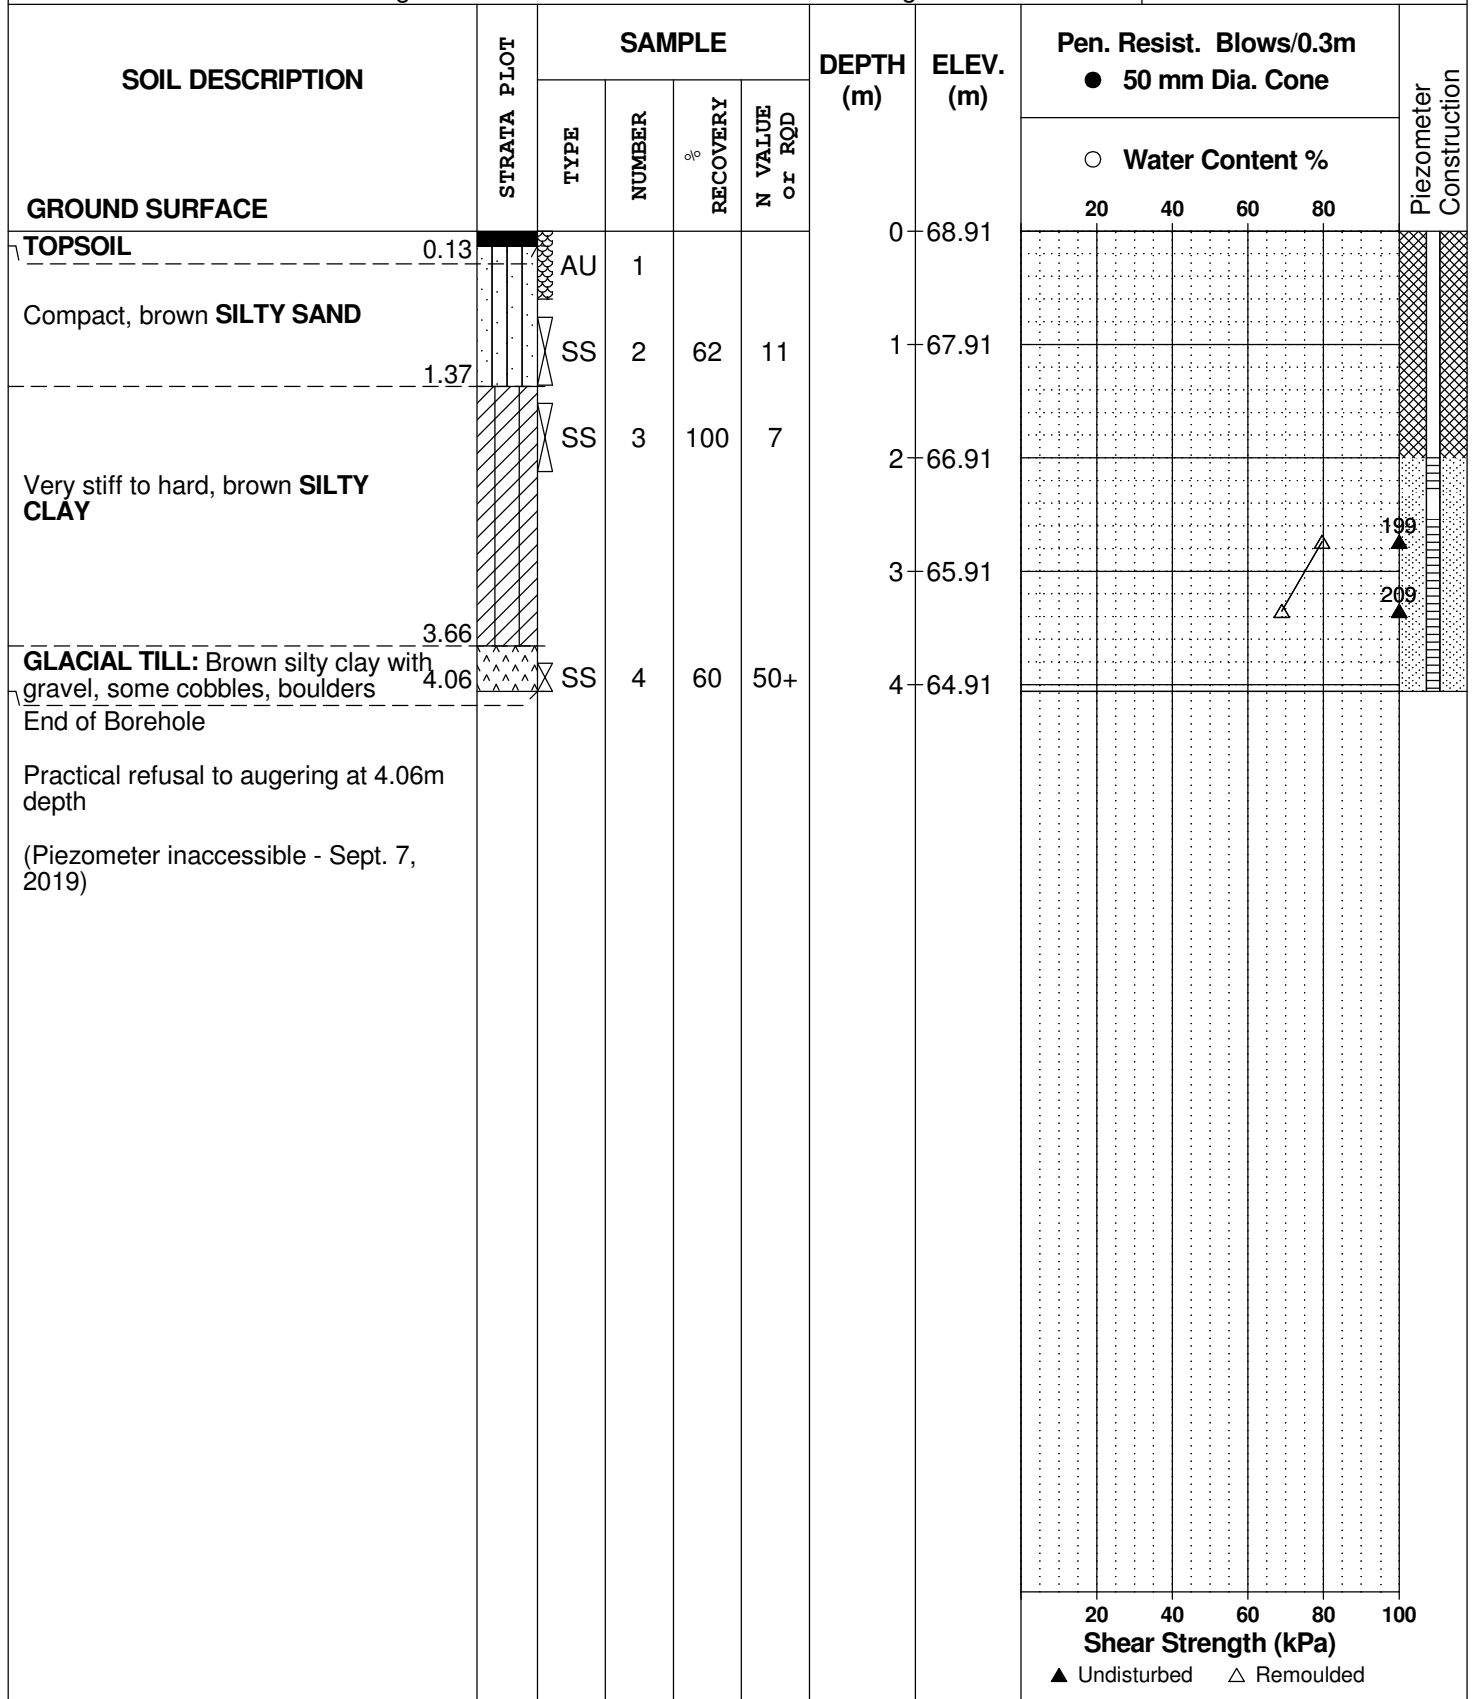 SOIL DESCRIPTION
GROUND SURFACE
STRATA PLOT
SAMPLE
TYPE
NUMBER
% RECOVERY
N VALUE
or RQD
DEPTH
(m)
ELEV.
(m)
Pen. Resist. Blows/0.3m
● 50 mm Dia. Cone
○ Water Content %
20 40 60 80
Piezometer
Construction
TOPSOIL 0.13
AU 1
0 68.91
Compact, brown SILTY SAND
SS 2 62 11
1 67.91
1.37
SS 3 100 7
2 66.91
Very stiff to hard, brown SILTY
CLAY
199
3 65.91
209
3.66
GLACIAL TILL: Brown silty clay with
gravel, some cobbles, boulders 4.06
SS 4 60 50+
4 64.91
End of Borehole
Practical refusal to augering at 4.06m
depth
(Piezometer inaccessible - Sept. 7,
2019)
20 40 60 80 100
Shear Strength (kPa)
▲ Undisturbed △ Remoulded